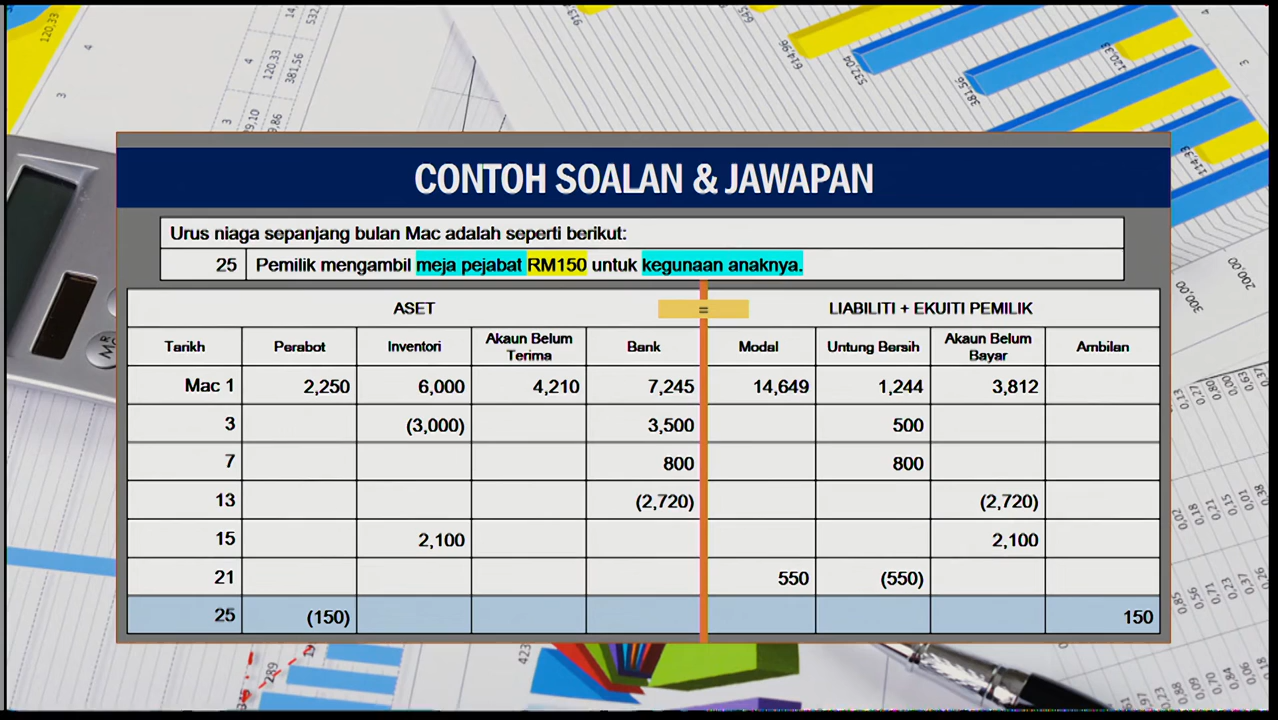 CONTOH SOALAN & JAWAPAN
Urus niaga sepanjang bulan Mac adalah seperti berikut:
25 Pemilik mengambil meja pejabat RM150 untuk kegunaan anaknya.
ASET = LIABILITI + EKUITI PEMILIK
Tarikh Perabot Inventori Akaun Belum Terima Bank Modal Untung Bersih Akaun Belum Bayar Ambilan
Mac 1 2,250 6,000 4,210 7,245 14,649 1,244 3,812
3 (3,000) 3,500 500
7 800 800
13 (2,720) (2,720)
15 2,100 2,100
21 550 (550)
25 (150) 150